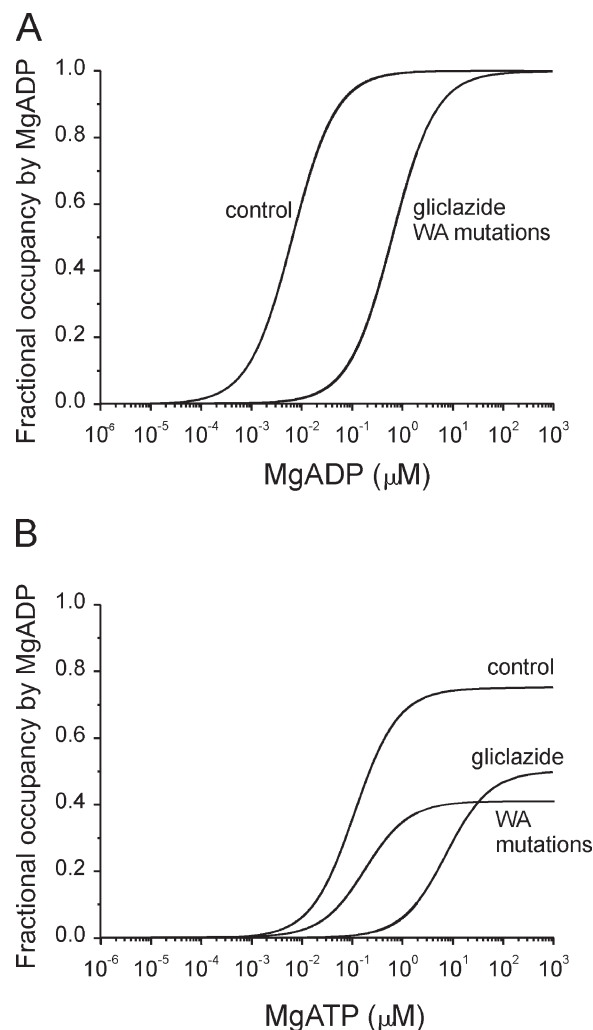 A
Fractional occupancy by MgADP
1.0
0.8
0.6
0.4
0.2
0.0
control
gliclazide
WA mutations
10-6 10-5 10-4 10-3 10-2 10-1 100 101 102 103
MgADP (μM)
B
Fractional occupancy by MgADP
1.0
0.8
0.6
0.4
0.2
0.0
control
gliclazide
WA
mutations
10-6 10-5 10-4 10-3 10-2 10-1 100 101 102 103
MgATP (μM)